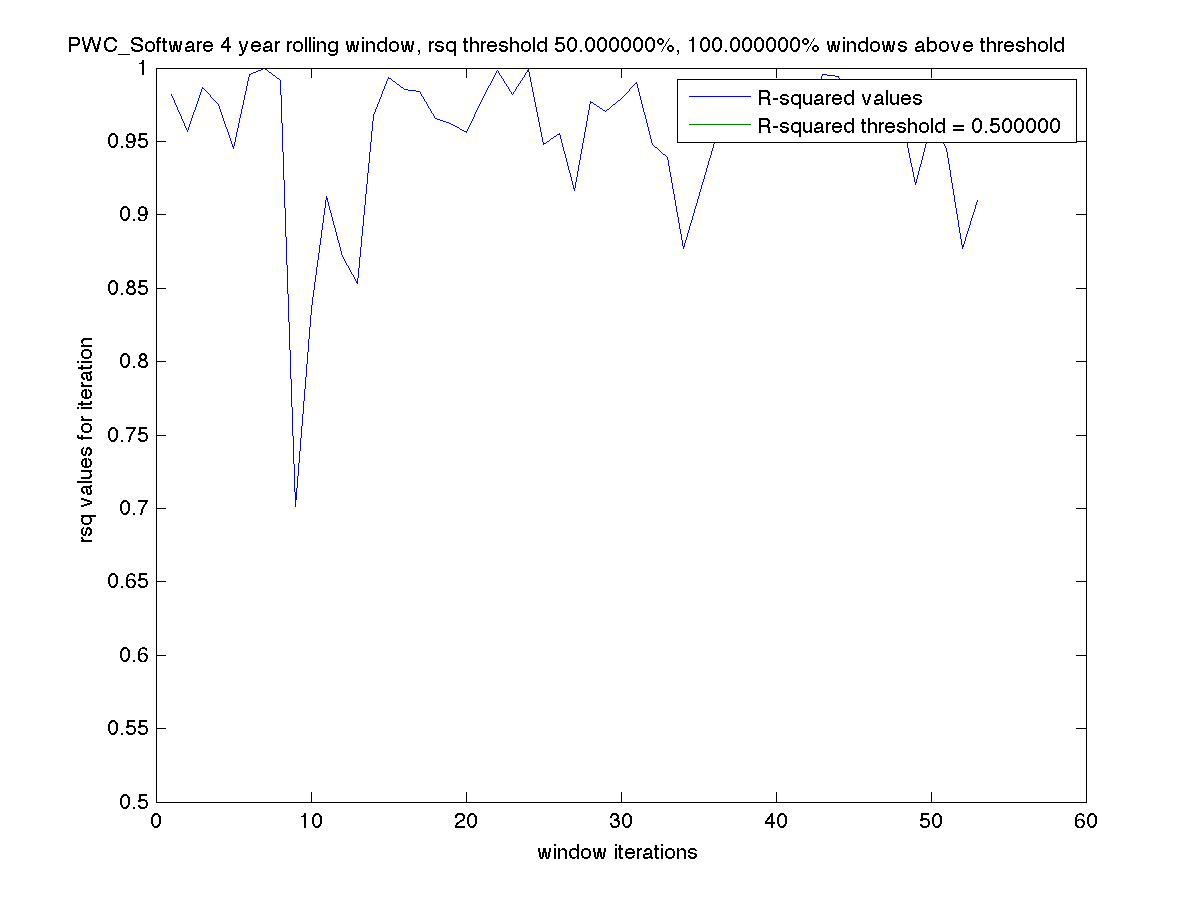 PWC_Software 4 year rolling window, rsq threshold 50.000000%, 100.000000% windows above threshold
R-squared values
R-squared threshold = 0.500000
1
0.95
0.9
0.85
0.8
0.75
0.7
0.65
0.6
0.55
0.5
rsq values for iteration
0 10 20 30 40 50 60
window iterations